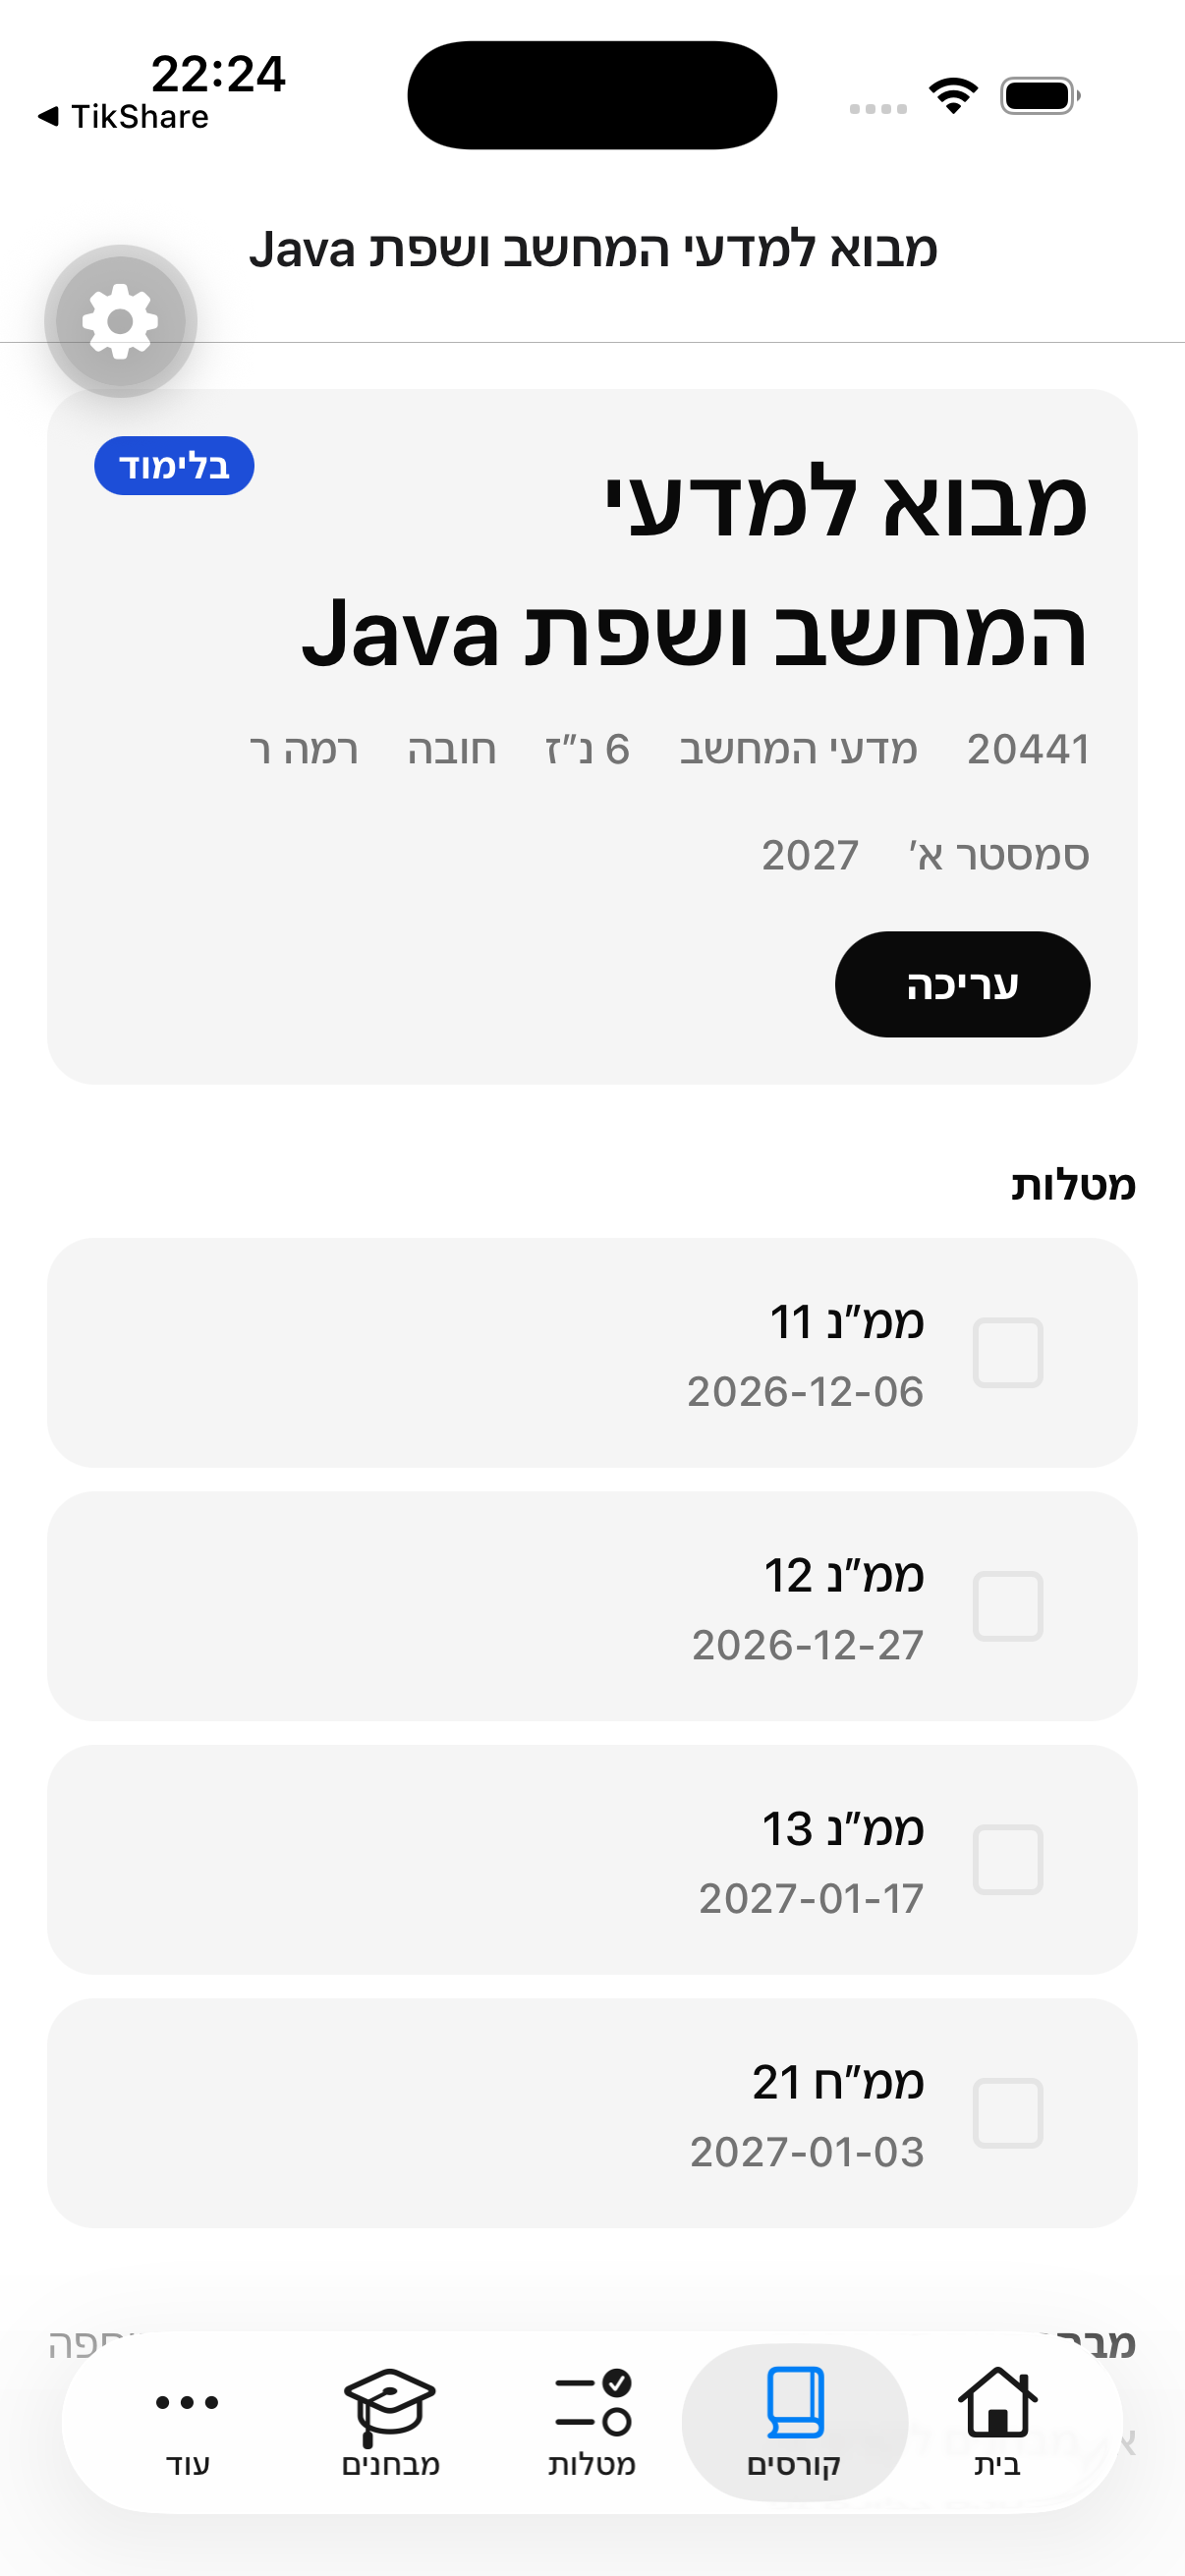 22:24
TikShare
מבוא למדעי המחשב ושפת Java
בלימוד
מבוא למדעי
המחשב ושפת Java
20441 מדעי המחשב 6 נ״ז חובה רמה ר
סמסטר א׳ 2027
עריכה
מטלות
ממ״נ 11
2026-12-06
ממ״נ 12
2026-12-27
ממ״נ 13
2027-01-17
ממ״ח 21
2027-01-03
בית
קורסים
מטלות
מבחנים
עוד